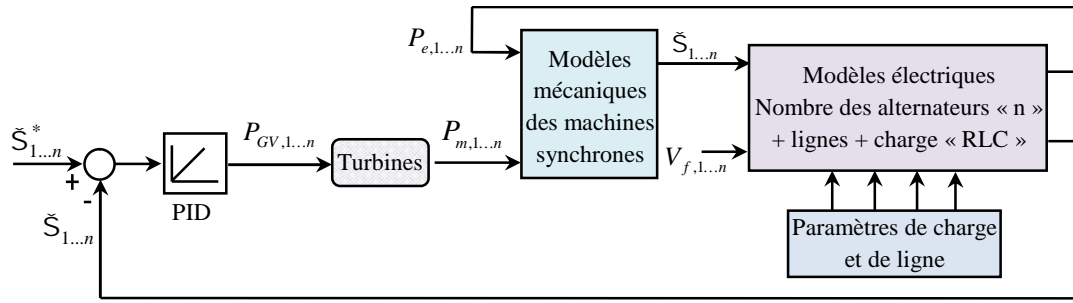 P_{e,1...n}
Modèles
mécaniques
des machines
synchrones
Š_{1...n}
Modèles électriques
Nombre des alternateurs « n »
+ lignes + charge « RLC »
Š*_{1...n}
+
-
PID
P_{GV,1...n}
Turbines
P_{m,1...n}
V_{f,1...n}
Š_{1...n}
Paramètres de charge
et de ligne